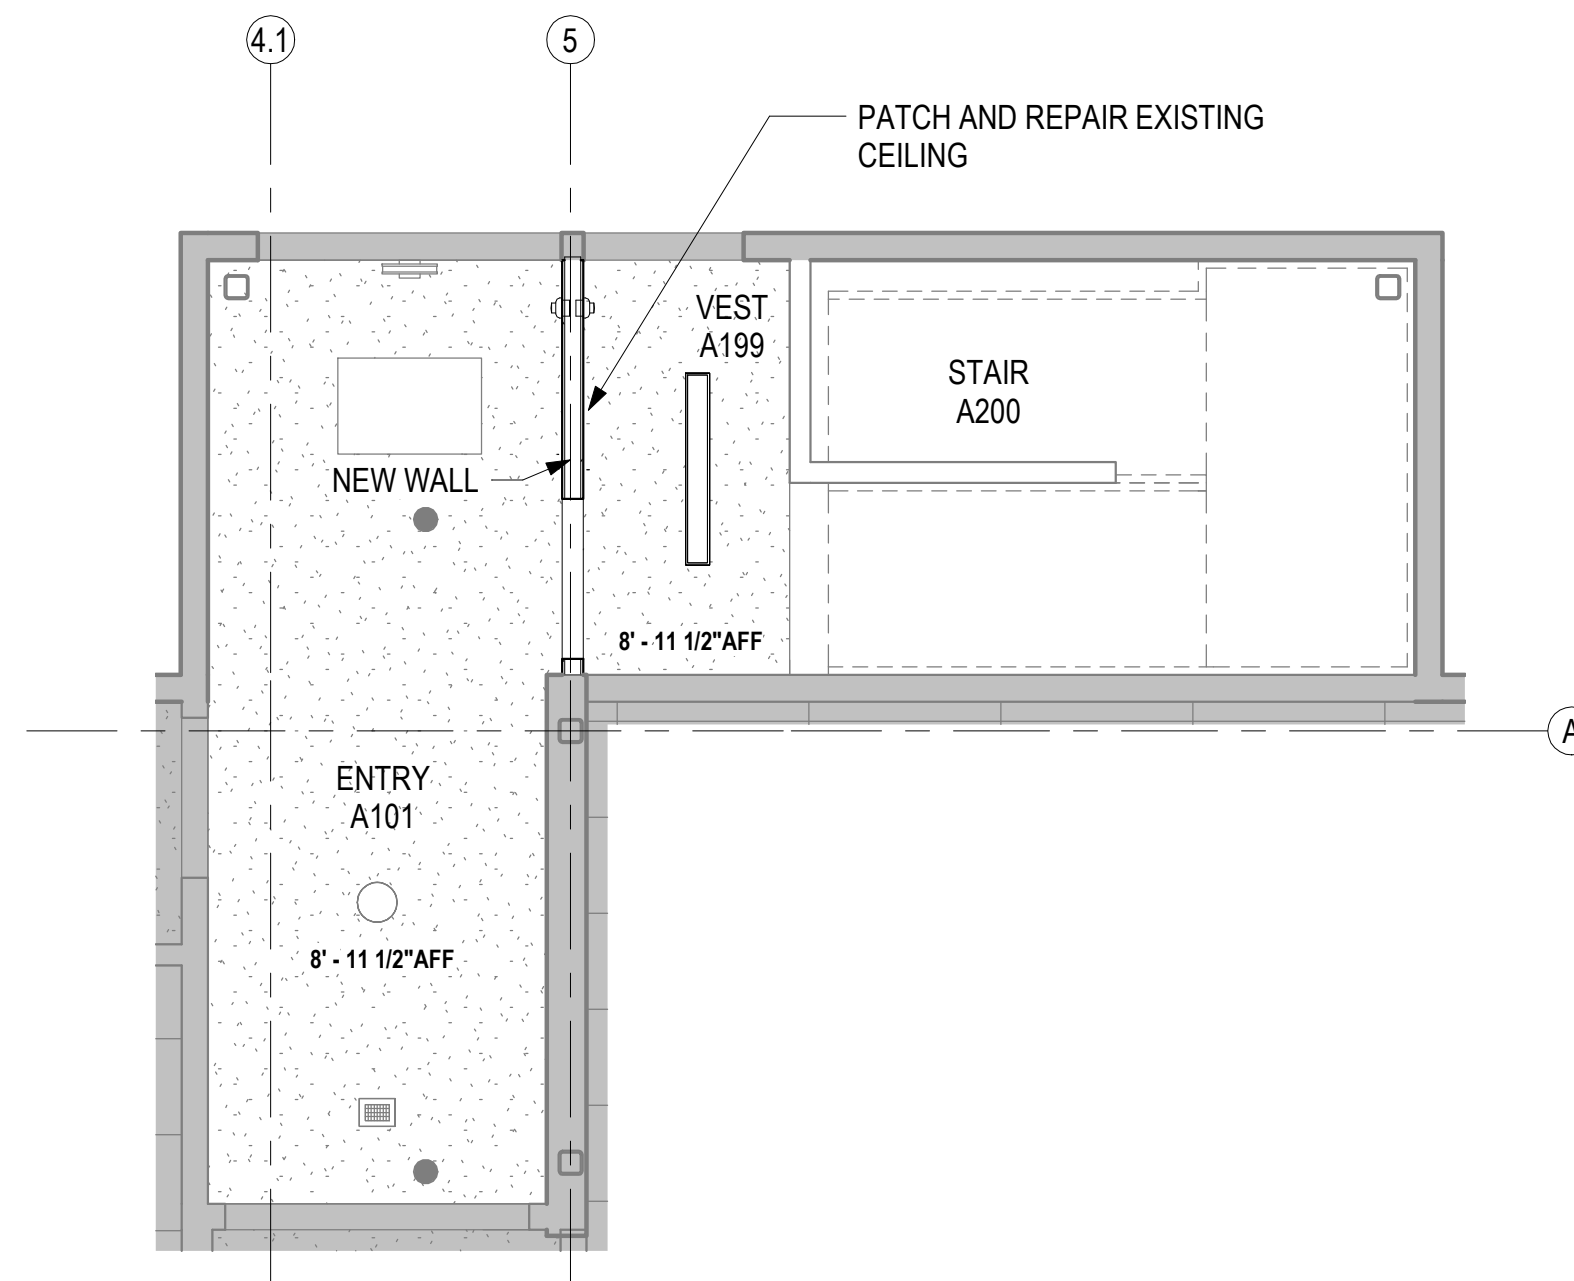 4.1
5
PATCH AND REPAIR EXISTING
CEILING
VEST
A199
STAIR
A200
NEW WALL
8' - 11 1/2"AFF
A
ENTRY
A101
8' - 11 1/2"AFF